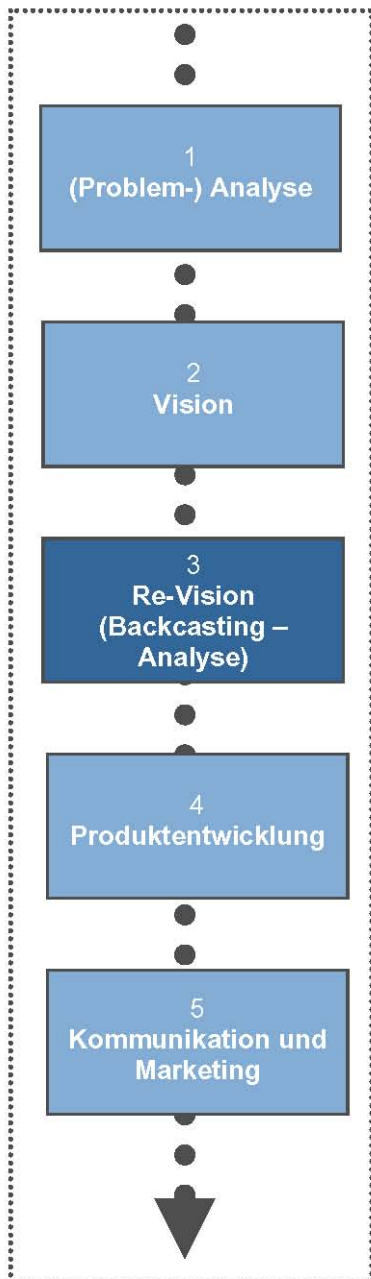 1
(Problem-) Analyse
2
Vision
3
Re-Vision
(Backcasting –
Analyse)
4
Produktentwicklung
5
Kommunikation und
Marketing